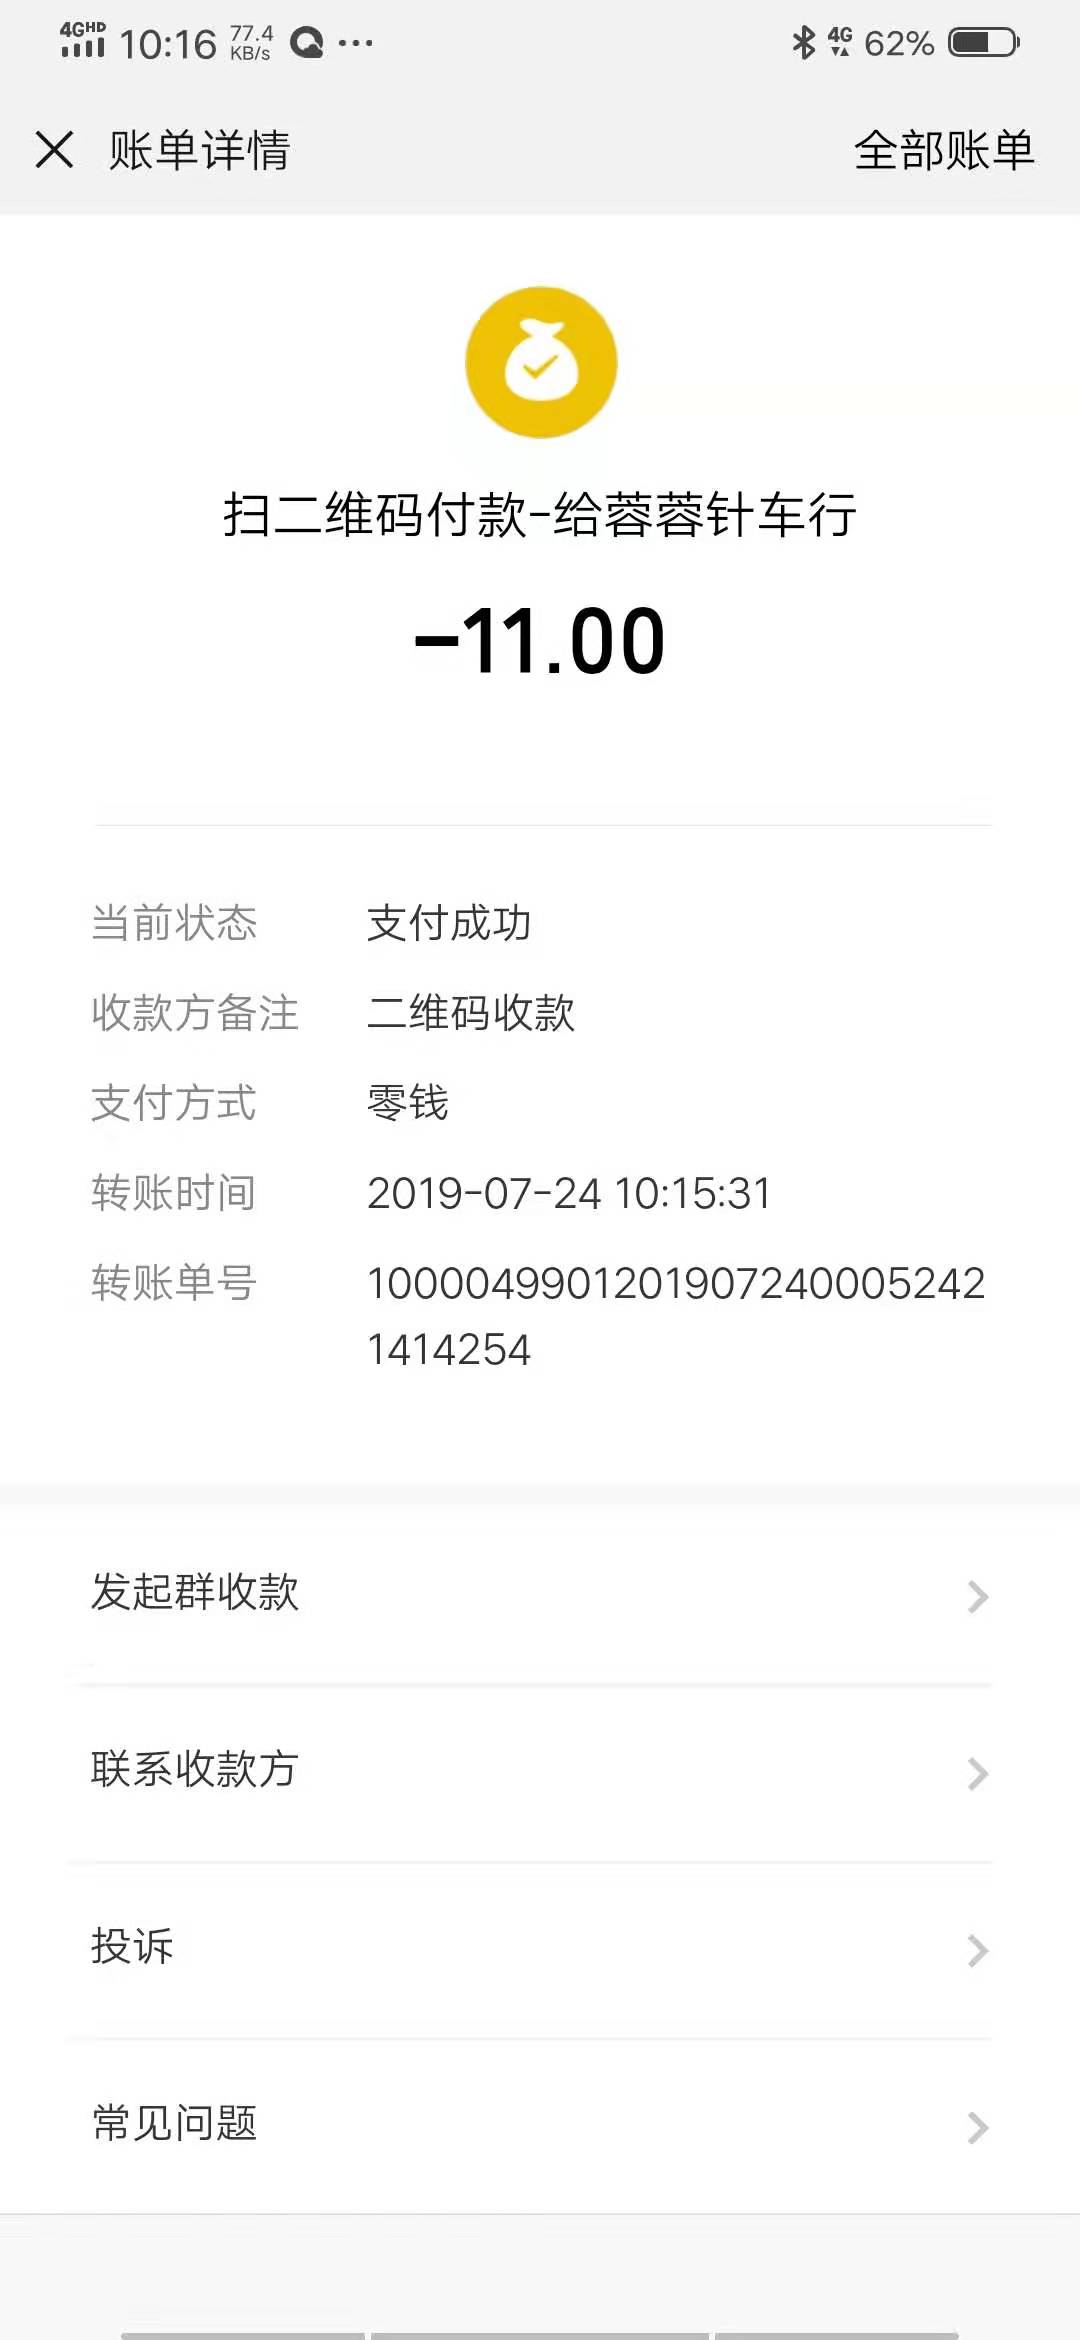 4GHD 10:16 77.4 KB/s 4G 62%
账单详情 全部账单
扫二维码付款-给蓉蓉针车行
-11.00
当前状态 支付成功
收款方备注 二维码收款
支付方式 零钱
转账时间 2019-07-24 10:15:31
转账单号 1000049901201907240005242
1414254
发起群收款
联系收款方
投诉
常见问题